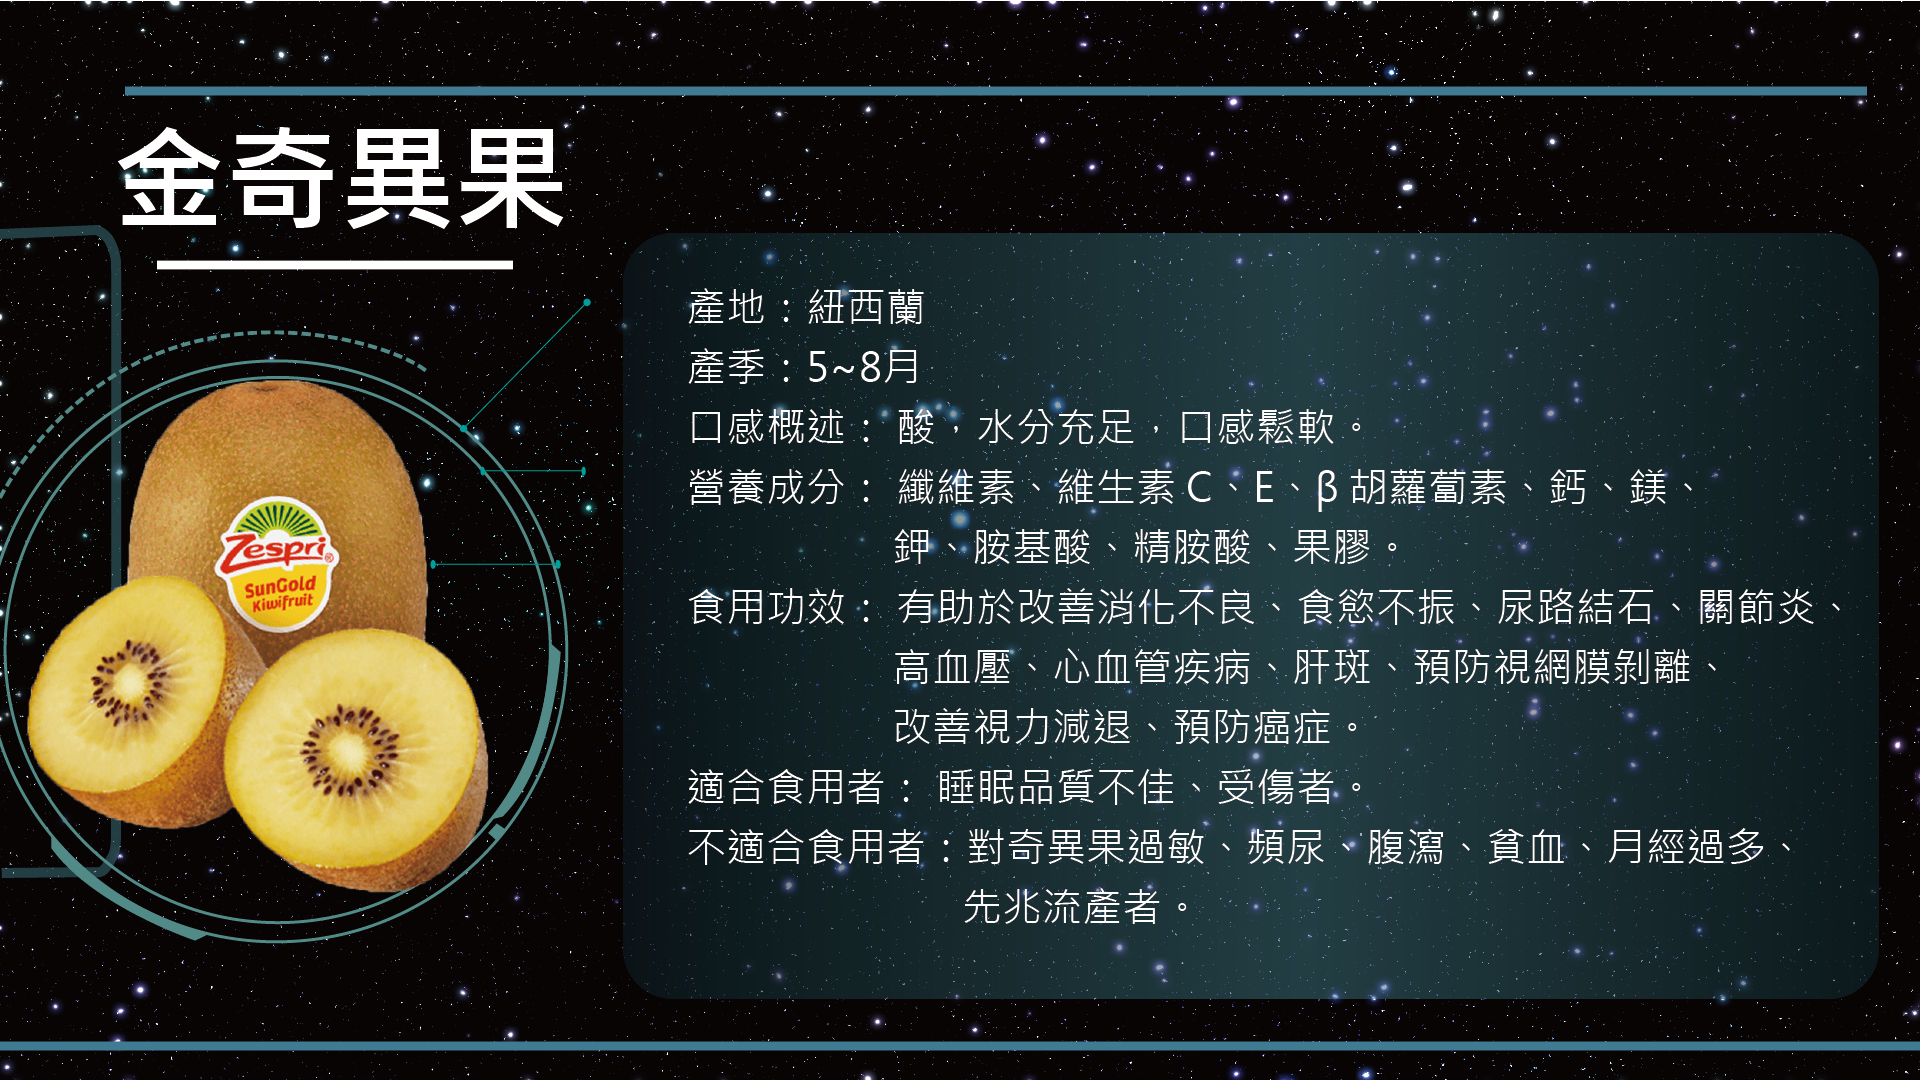 金奇異果
產地：紐西蘭
產季：5~8月
口感概述： 酸，水分充足，口感鬆軟。
營養成分： 纖維素、維生素 C、E、β 胡蘿蔔素、鈣、鎂、
鉀、胺基酸、精胺酸、果膠。
食用功效： 有助於改善消化不良、食慾不振、尿路結石、關節炎、
高血壓、心血管疾病、肝斑、預防視網膜剝離、
改善視力減退、預防癌症。
適合食用者： 睡眠品質不佳、受傷者。
不適合食用者：對奇異果過敏、頻尿、腹瀉、貧血、月經過多、
先兆流產者。
Zespri®
SunGold
Kiwifruit